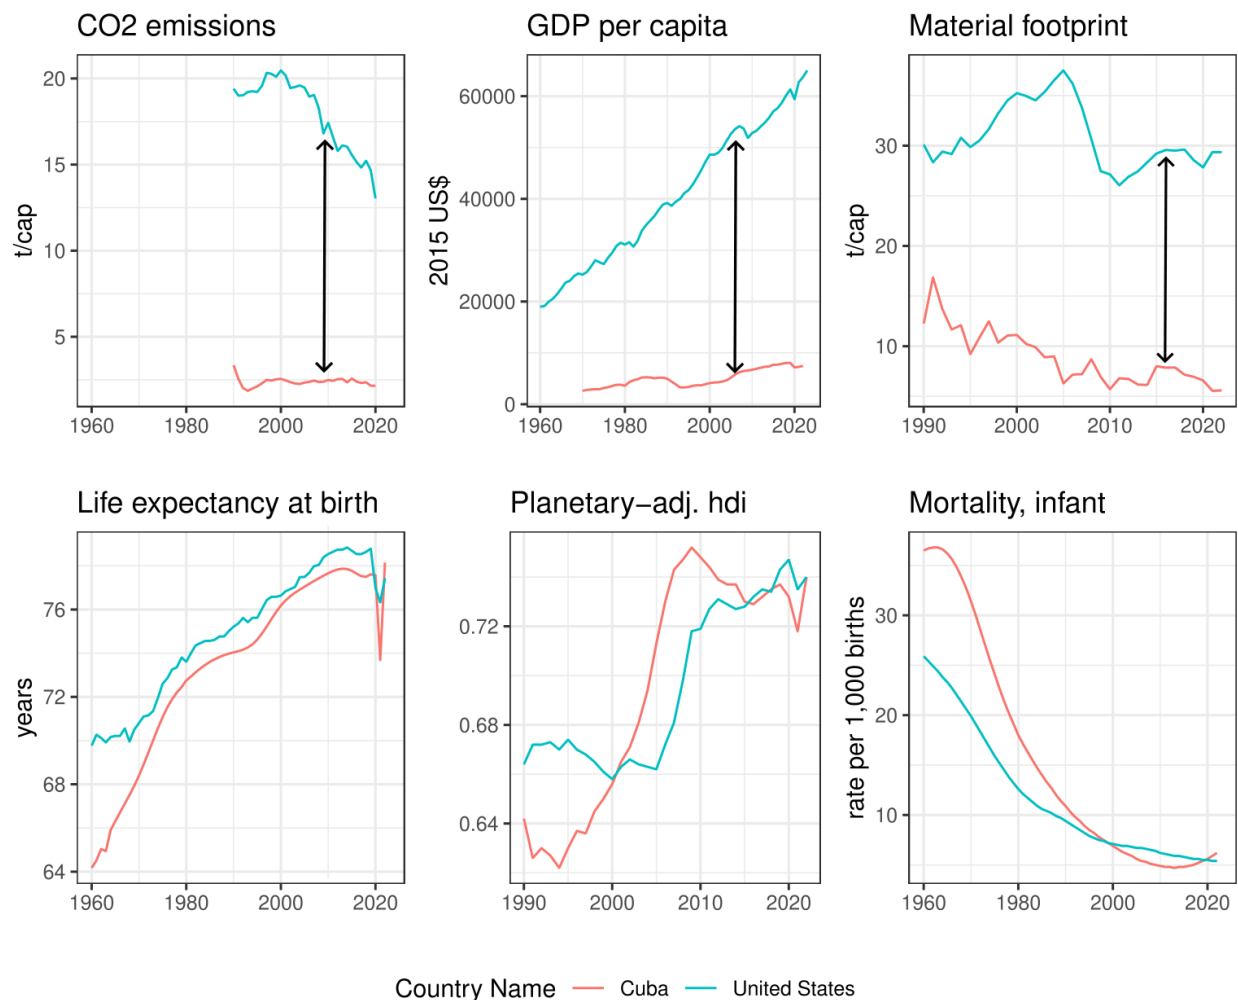 CO2 emissions
t/cap
20
15
10
5
1960 1980 2000 2020
GDP per capita
2015 US$
60000
40000
20000
0
1960 1980 2000 2020
Material footprint
t/cap
30
20
10
1990 2000 2010 2020
Life expectancy at birth
years
76
72
68
64
1960 1980 2000 2020
Planetary−adj. hdi
0.72
0.68
0.64
1990 2000 2010 2020
Mortality, infant
rate per 1,000 births
30
20
10
1960 1980 2000 2020
Country Name Cuba United States